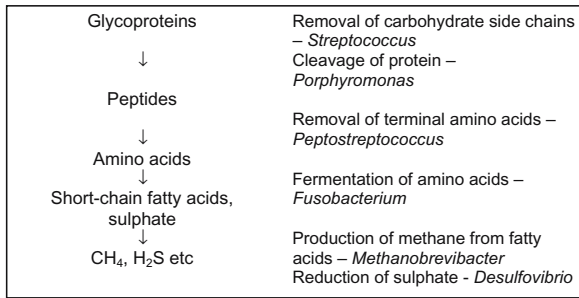 Glycoproteins
Removal of carbohydrate side chains
– Streptococcus
↓
Cleavage of protein –
Porphyromonas
Peptides
Removal of terminal amino acids –
↓
Peptostreptococcus
Amino acids
↓
Fermentation of amino acids –
Short-chain fatty acids,
Fusobacterium
sulphate
↓
Production of methane from fatty
CH₄, H₂S etc
acids – Methanobrevibacter
Reduction of sulphate - Desulfovibrio